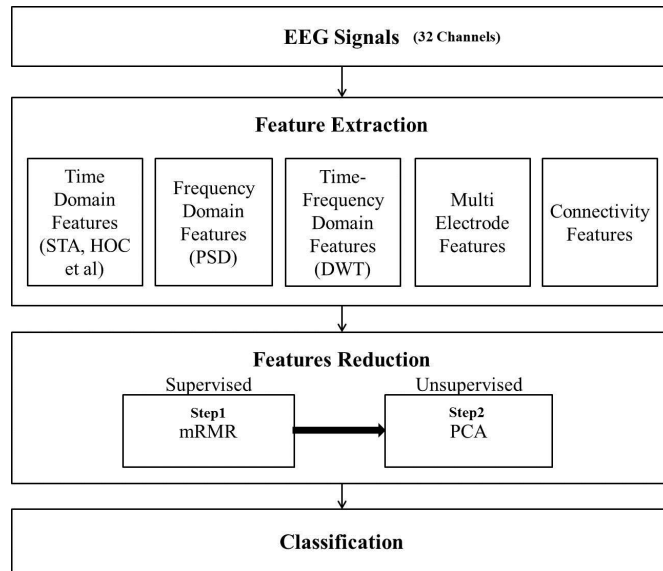 EEG Signals (32 Channels)
Feature Extraction
Time
Domain
Features
(STA, HOC
et al)
Frequency
Domain
Features
(PSD)
Time-
Frequency
Domain
Features
(DWT)
Multi
Electrode
Features
Connectivity
Features
Features Reduction
Supervised
Step1
mRMR
Unsupervised
Step2
PCA
Classification